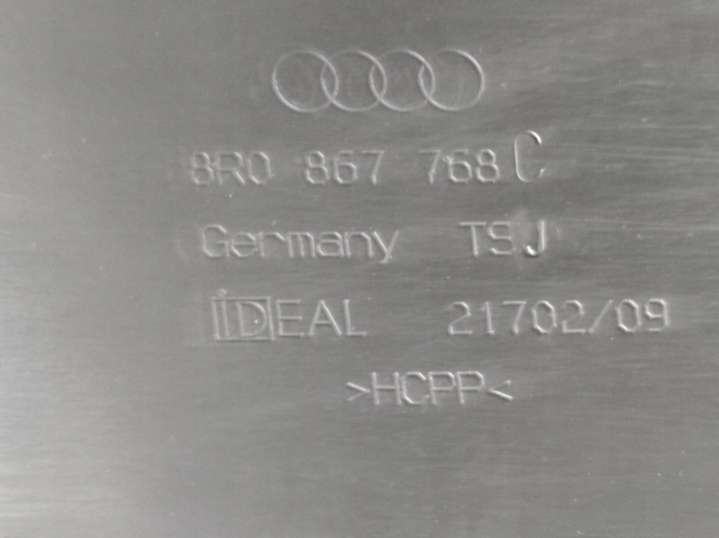 8R0 867 768 C
Germany TSJ
iDEAL 21702/09
>HCPP<